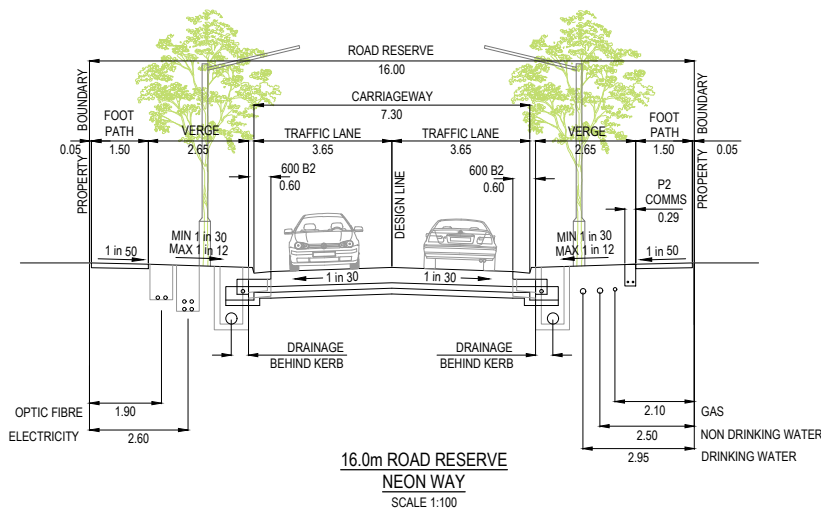 ROAD RESERVE
16.00
CARRIAGEWAY
7.30
PROPERTY BOUNDARY
FOOT
PATH
VERGE
TRAFFIC LANE
TRAFFIC LANE
VERGE
FOOT
PATH
PROPERTY BOUNDARY
0.05
1.50
2.65
3.65
3.65
2.65
1.50
0.05
600 B2
0.60
DESIGN LINE
600 B2
0.60
P2
COMMS
0.29
MIN 1 in 30
MAX 1 in 12
MIN 1 in 30
MAX 1 in 12
1 in 50
1 in 30
1 in 30
1 in 50
DRAINAGE
BEHIND KERB
DRAINAGE
BEHIND KERB
OPTIC FIBRE
1.90
2.10
GAS
ELECTRICITY
2.60
2.50
NON DRINKING WATER
2.95
DRINKING WATER
16.0m ROAD RESERVE
NEON WAY
SCALE 1:100